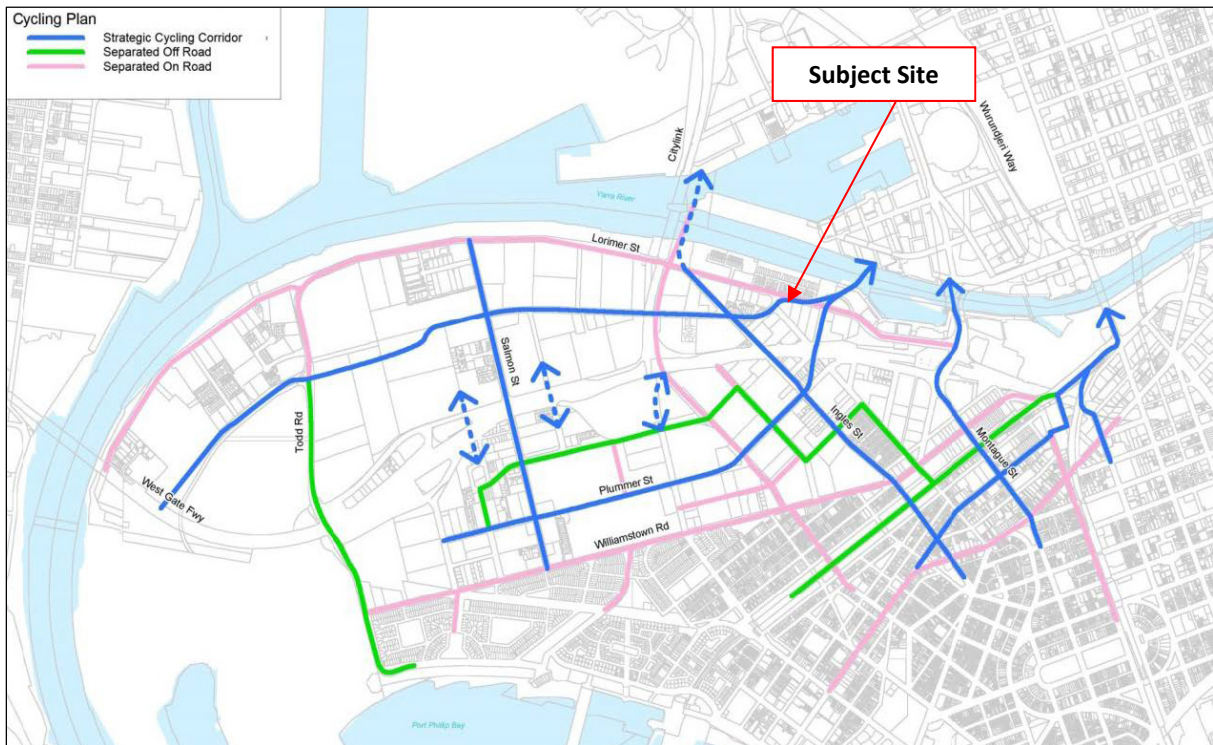 Cycling Plan
Strategic Cycling Corridor
Separated Off Road
Separated On Road
Subject Site
Wurundjeri Way
Citylink
Yarra River
Lorimer St
Salmon St
Todd Rd
Ingles St
Montague St
Plummer St
West Gate Fwy
Williamstown Rd
Port Phillip Bay